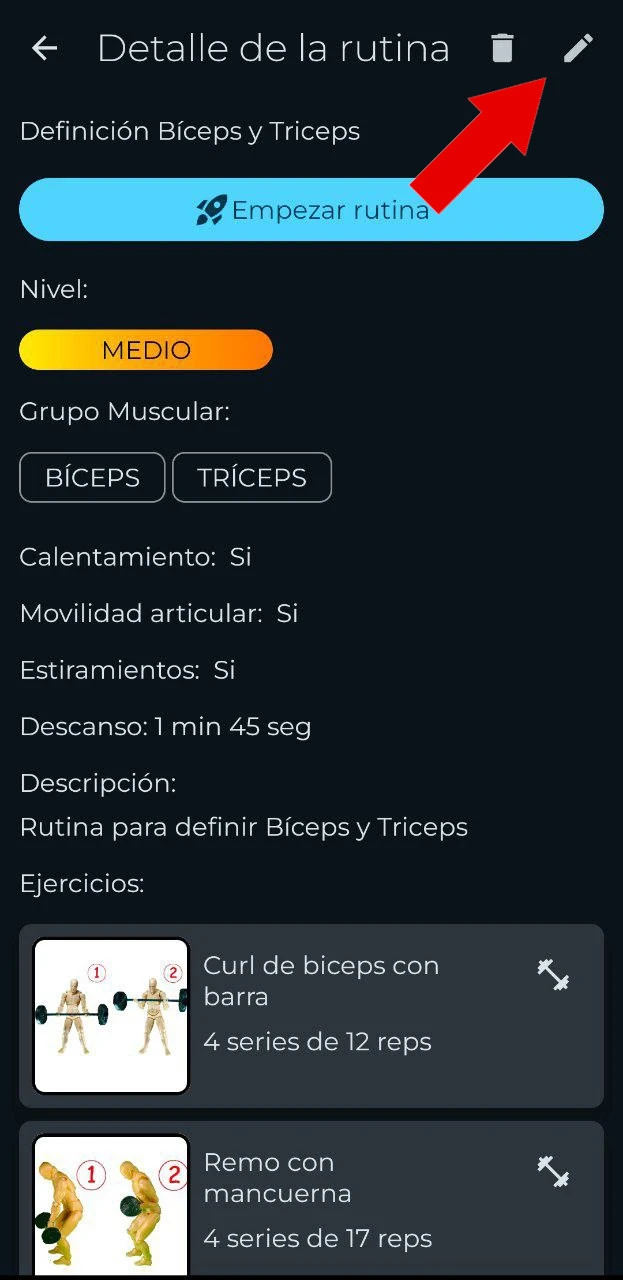 Detalle de la rutina
Definición Bíceps y Triceps
Empezar rutina
Nivel:
MEDIO
Grupo Muscular:
BÍCEPS TRÍCEPS
Calentamiento: Si
Movilidad articular: Si
Estiramientos: Si
Descanso: 1 min 45 seg
Descripción:
Rutina para definir Bíceps y Triceps
Ejercicios:
1 2
Curl de biceps con
barra
4 series de 12 reps
1 2
Remo con
mancuerna
4 series de 17 reps